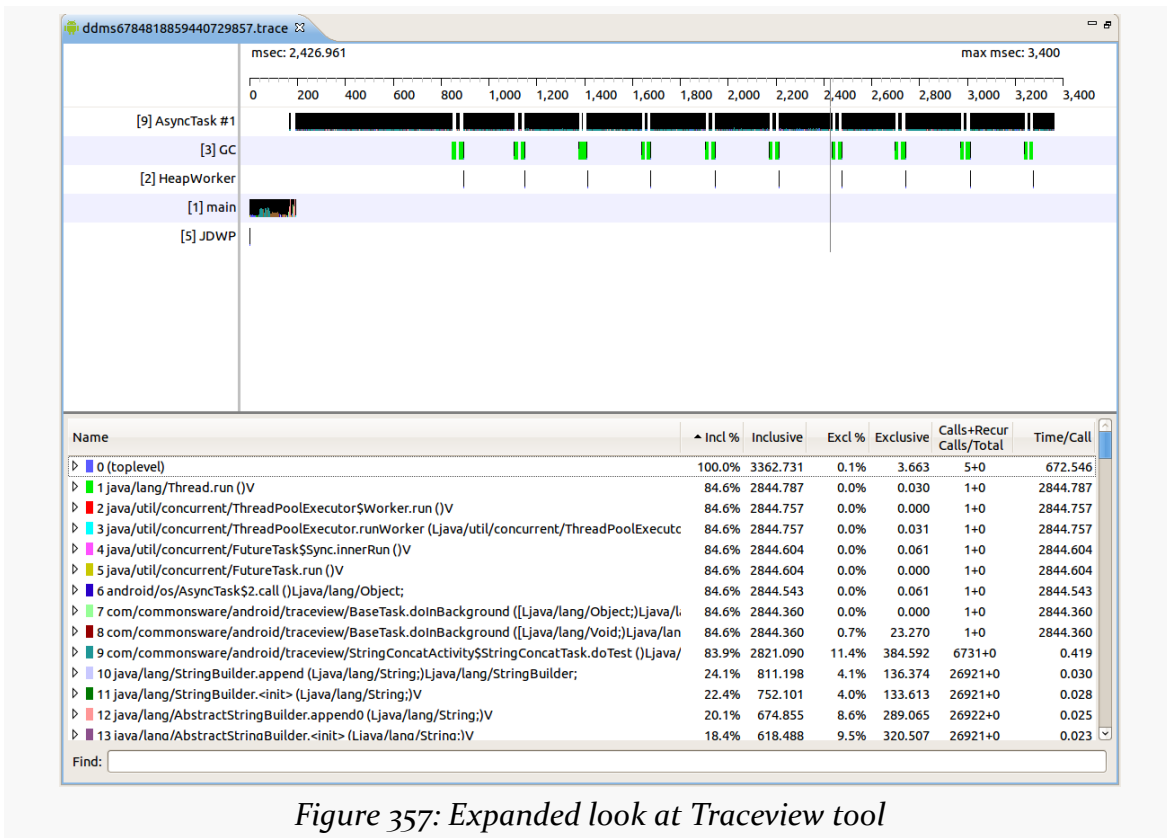 ddms6784818859440729857.trace
msec: 2,426.961 max msec: 3,400
0 200 400 600 800 1,000 1,200 1,400 1,600 1,800 2,000 2,200 2,400 2,600 2,800 3,000 3,200 3,400
[9] AsyncTask #1
[3] GC
[2] HeapWorker
[1] main
[5] JDWP
Name Incl % Inclusive Excl % Exclusive Calls+Recur Calls/Total Time/Call
0 (toplevel) 100.0% 3362.731 0.1% 3.663 5+0 672.546
1 java/lang/Thread.run ()V 84.6% 2844.787 0.0% 0.030 1+0 2844.787
2 java/util/concurrent/ThreadPoolExecutor$Worker.run ()V 84.6% 2844.757 0.0% 0.000 1+0 2844.757
3 java/util/concurrent/ThreadPoolExecutor.runWorker (Ljava/util/concurrent/ThreadPoolExecutc 84.6% 2844.757 0.0% 0.031 1+0 2844.757
4 java/util/concurrent/FutureTask$Sync.innerRun ()V 84.6% 2844.604 0.0% 0.061 1+0 2844.604
5 java/util/concurrent/FutureTask.run ()V 84.6% 2844.604 0.0% 0.000 1+0 2844.604
6 android/os/AsyncTask$2.call ()Ljava/lang/Object; 84.6% 2844.543 0.0% 0.061 1+0 2844.543
7 com/commonsware/android/traceview/BaseTask.doInBackground ([Ljava/lang/Object;)Ljava/l 84.6% 2844.360 0.0% 0.000 1+0 2844.360
8 com/commonsware/android/traceview/BaseTask.doInBackground ([Ljava/lang/Void;)Ljava/lan 84.6% 2844.360 0.7% 23.270 1+0 2844.360
9 com/commonsware/android/traceview/StringConcatActivity$StringConcatTask.doTest ()Ljava/ 83.9% 2821.090 11.4% 384.592 6731+0 0.419
10 java/lang/StringBuilder.append (Ljava/lang/String;)Ljava/lang/StringBuilder; 24.1% 811.198 4.1% 136.374 26921+0 0.030
11 java/lang/StringBuilder.<init> (Ljava/lang/String;)V 22.4% 752.101 4.0% 133.613 26921+0 0.028
12 java/lang/AbstractStringBuilder.append0 (Ljava/lang/String;)V 20.1% 674.855 8.6% 289.065 26922+0 0.025
13 java/lang/AbstractStringBuilder.<init> (Ljava/lang/String;)V 18.4% 618.488 9.5% 320.507 26921+0 0.023
Find:
Figure 357: Expanded look at Traceview tool